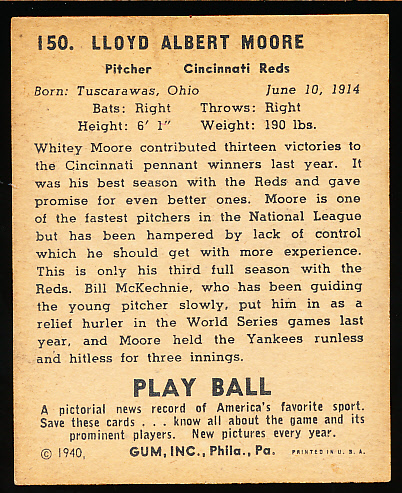 150. LLOYD ALBERT MOORE
Pitcher Cincinnati Reds
Born: Tuscarawas, Ohio June 10, 1914
Bats: Right Throws: Right
Height: 6' 1" Weight: 190 lbs.
Whitey Moore contributed thirteen victories to
the Cincinnati pennant winners last year. It
was his best season with the Reds and gave
promise for even better ones. Moore is one
of the fastest pitchers in the National League
but has been hampered by lack of control
which he should get with more experience.
This is only his third full season with the
Reds. Bill McKechnie, who has been guiding
the young pitcher slowly, put him in as a
relief hurler in the World Series games last
year, and Moore held the Yankees runless
and hitless for three innings.
PLAY BALL
A pictorial news record of America's favorite sport.
Save these cards . . . know all about the game and its
prominent players. New pictures every year.
© 1940, GUM, INC., Phila., Pa. PRINTED IN U. S. A.